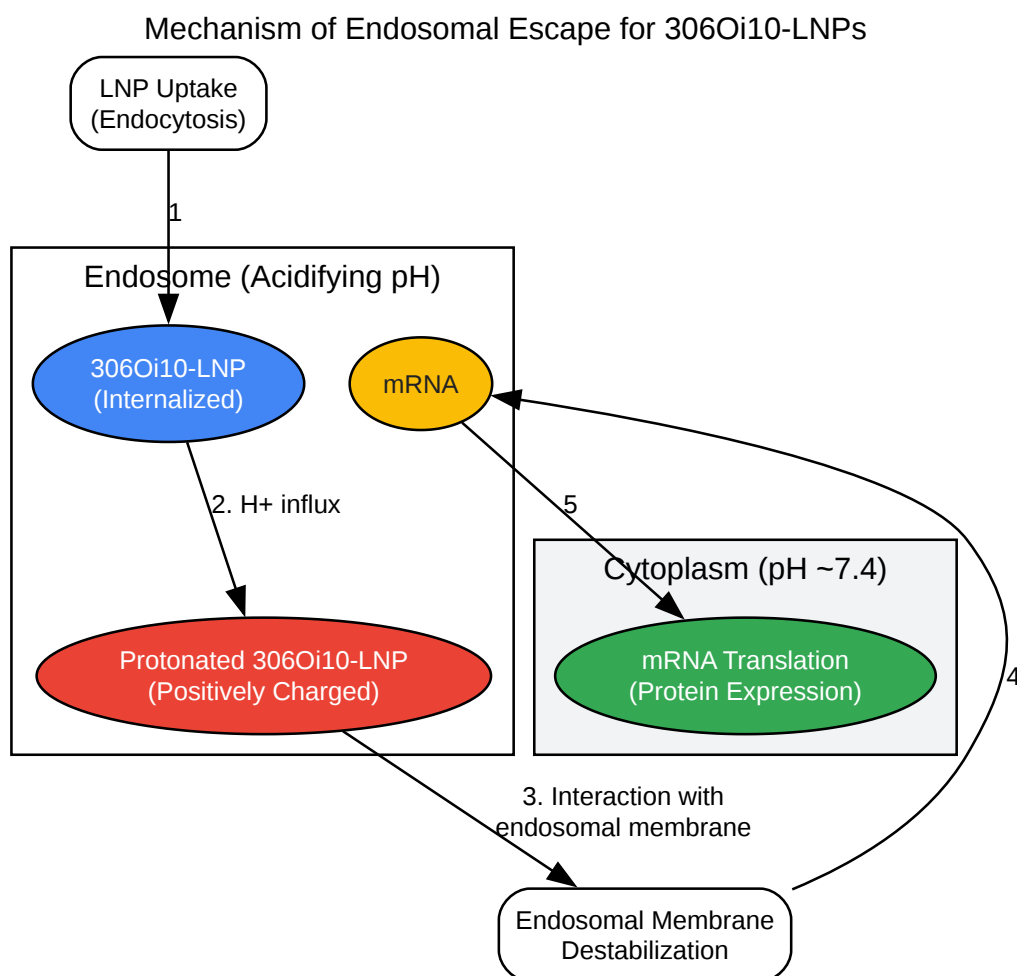 Mechanism of Endosomal Escape for 306Oi10-LNPs
LNP Uptake
(Endocytosis)
1
Endosome (Acidifying pH)
306Oi10-LNP
(Internalized)
mRNA
2. H+ influx
5
Cytoplasm (pH ~7.4)
Protonated 306Oi10-LNP
(Positively Charged)
mRNA Translation
(Protein Expression)
4
3. Interaction with
endosomal membrane
Endosomal Membrane
Destabilization